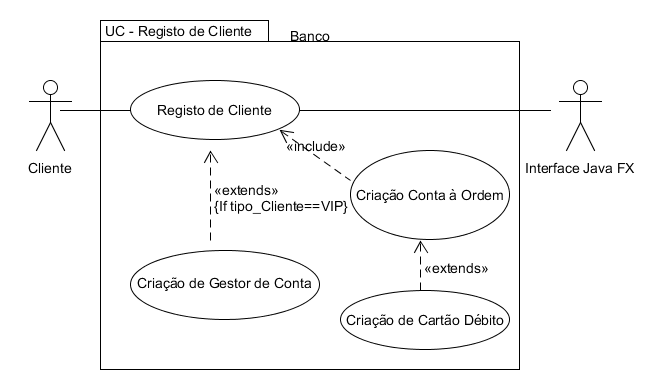 UC - Registo de Cliente
Banco
Registo de Cliente
«include»
Cliente
Interface Java FX
«extends»
{If tipo_Cliente==VIP}
Criação Conta à Ordem
«extends»
Criação de Gestor de Conta
Criação de Cartão Débito